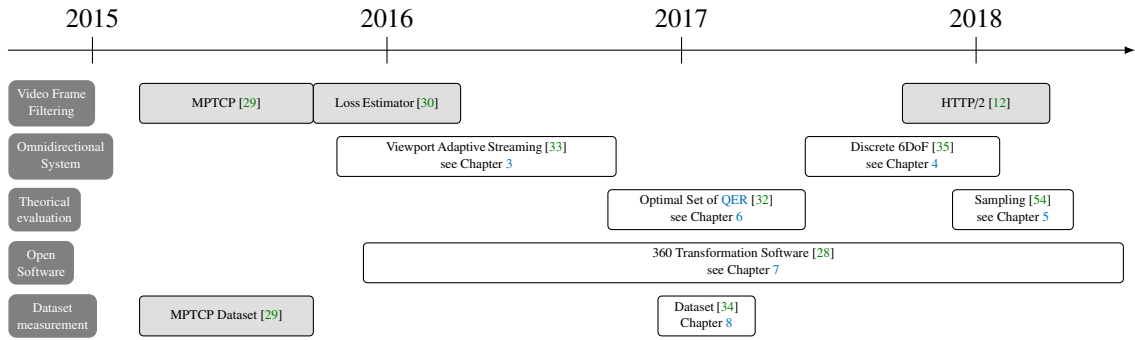 2015 2016 2017 2018
Video Frame
Filtering
MPTCP [29]
Loss Estimator [30]
HTTP/2 [12]
Omnidirectional
System
Viewport Adaptive Streaming [33]
see Chapter 3
Discrete 6DoF [35]
see Chapter 4
Theorical
evaluation
Optimal Set of QER [32]
see Chapter 6
Sampling [54]
see Chapter 5
Open
Software
360 Transformation Software [28]
see Chapter 7
Dataset
measurement
MPTCP Dataset [29]
Dataset [34]
Chapter 8